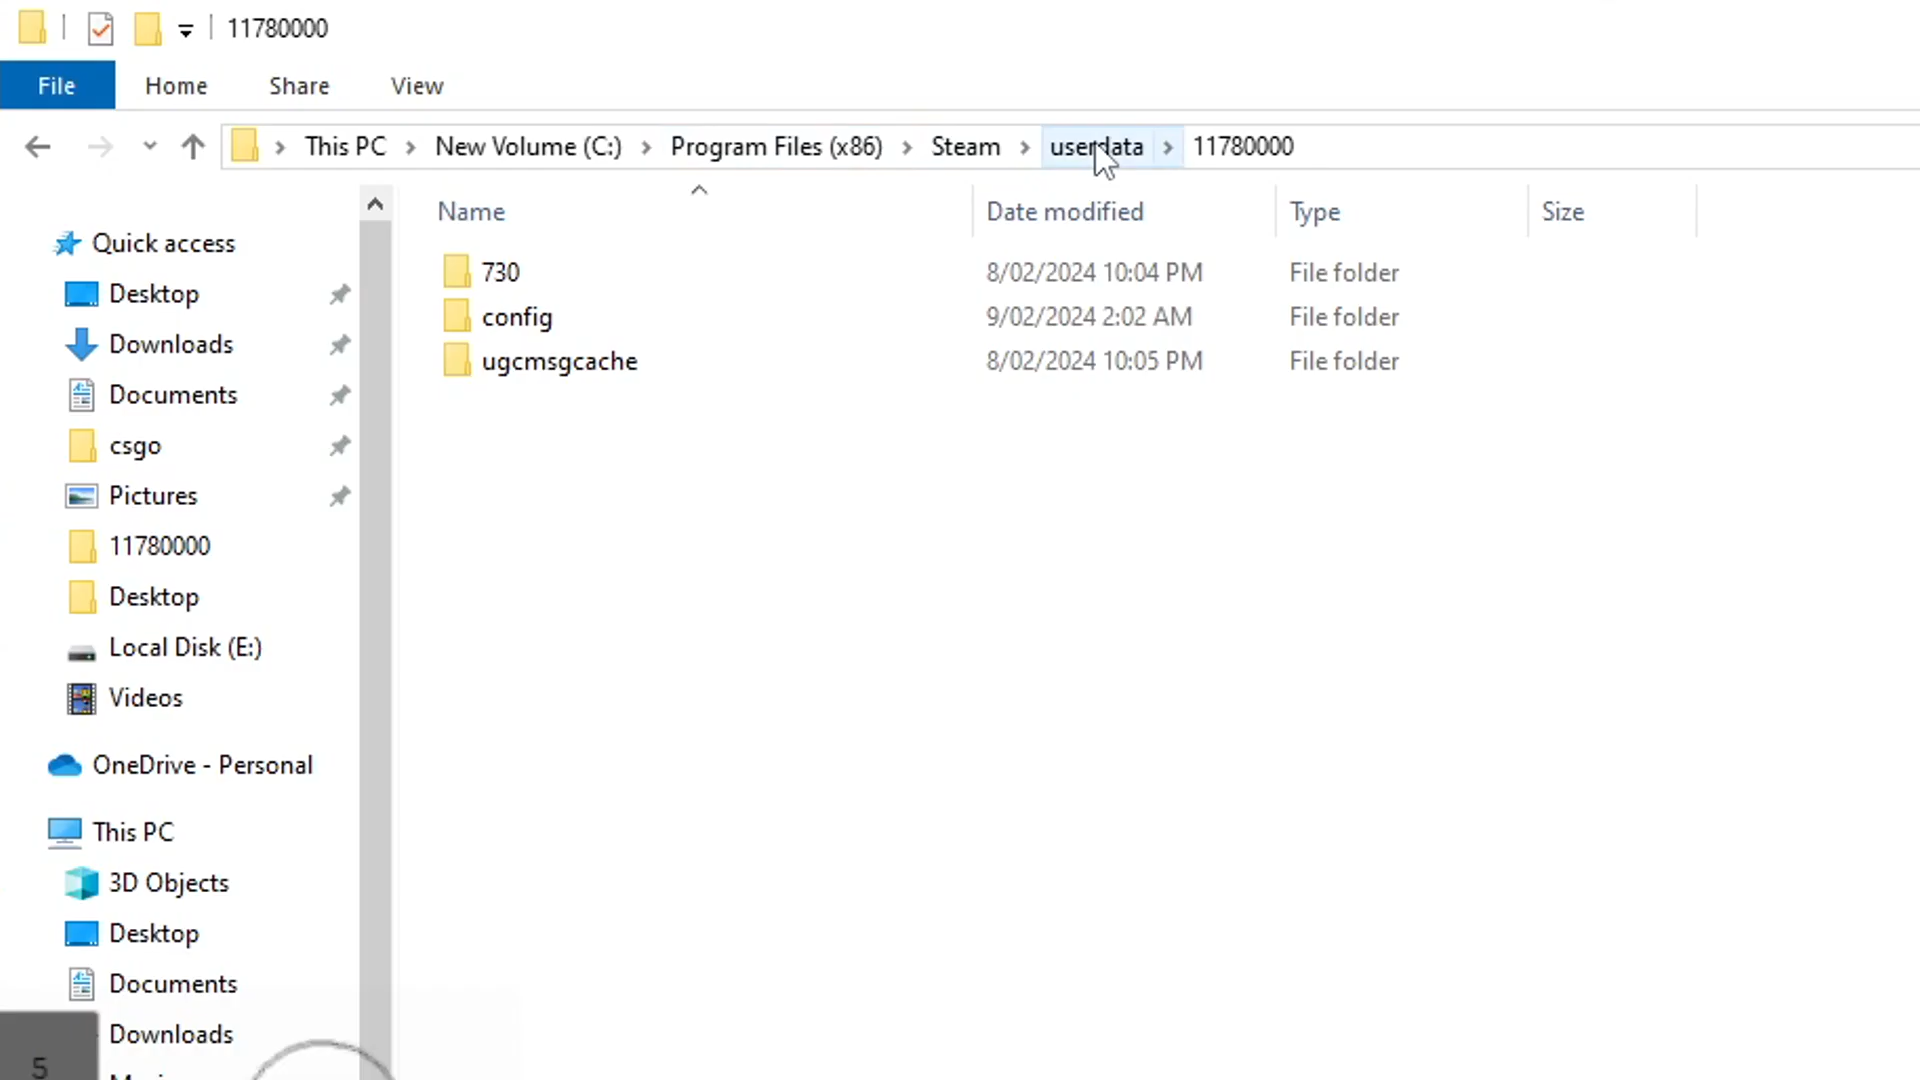 11780000
File Home Share View
This PC New Volume (C:) Program Files (x86) Steam userdata 11780000
Name Date modified Type Size
730 8/02/2024 10:04 PM File folder
config 9/02/2024 2:02 AM File folder
ugcmsgcache 8/02/2024 10:05 PM File folder
Quick access
Desktop
Downloads
Documents
csgo
Pictures
11780000
Desktop
Local Disk (E:)
Videos
OneDrive - Personal
This PC
3D Objects
Desktop
Documents
Downloads
5